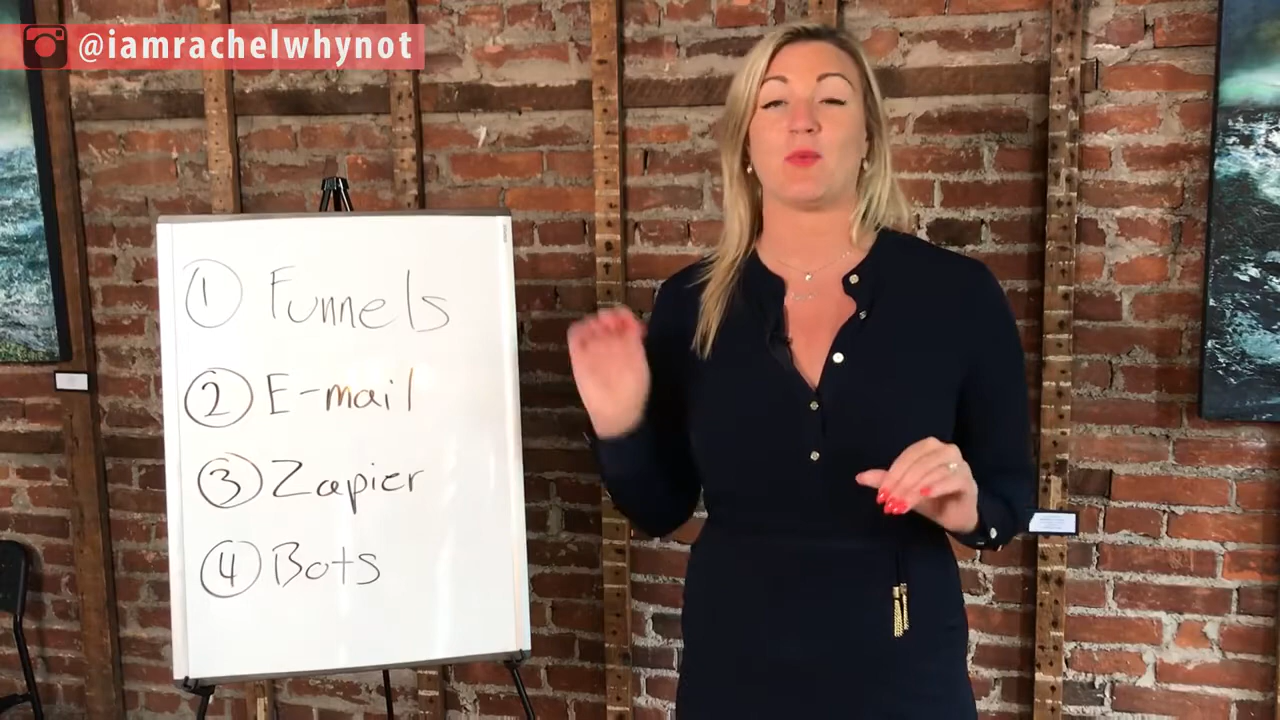 @iamrachelwhynot
1 Funnels
2 E-mail
3 Zapier
4 Bots